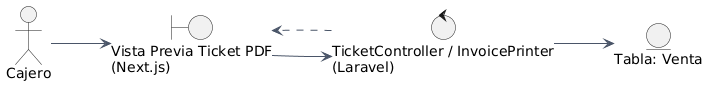 Cajero
Vista Previa Ticket PDF
(Next.js)
TicketController / InvoicePrinter
(Laravel)
Tabla: Venta